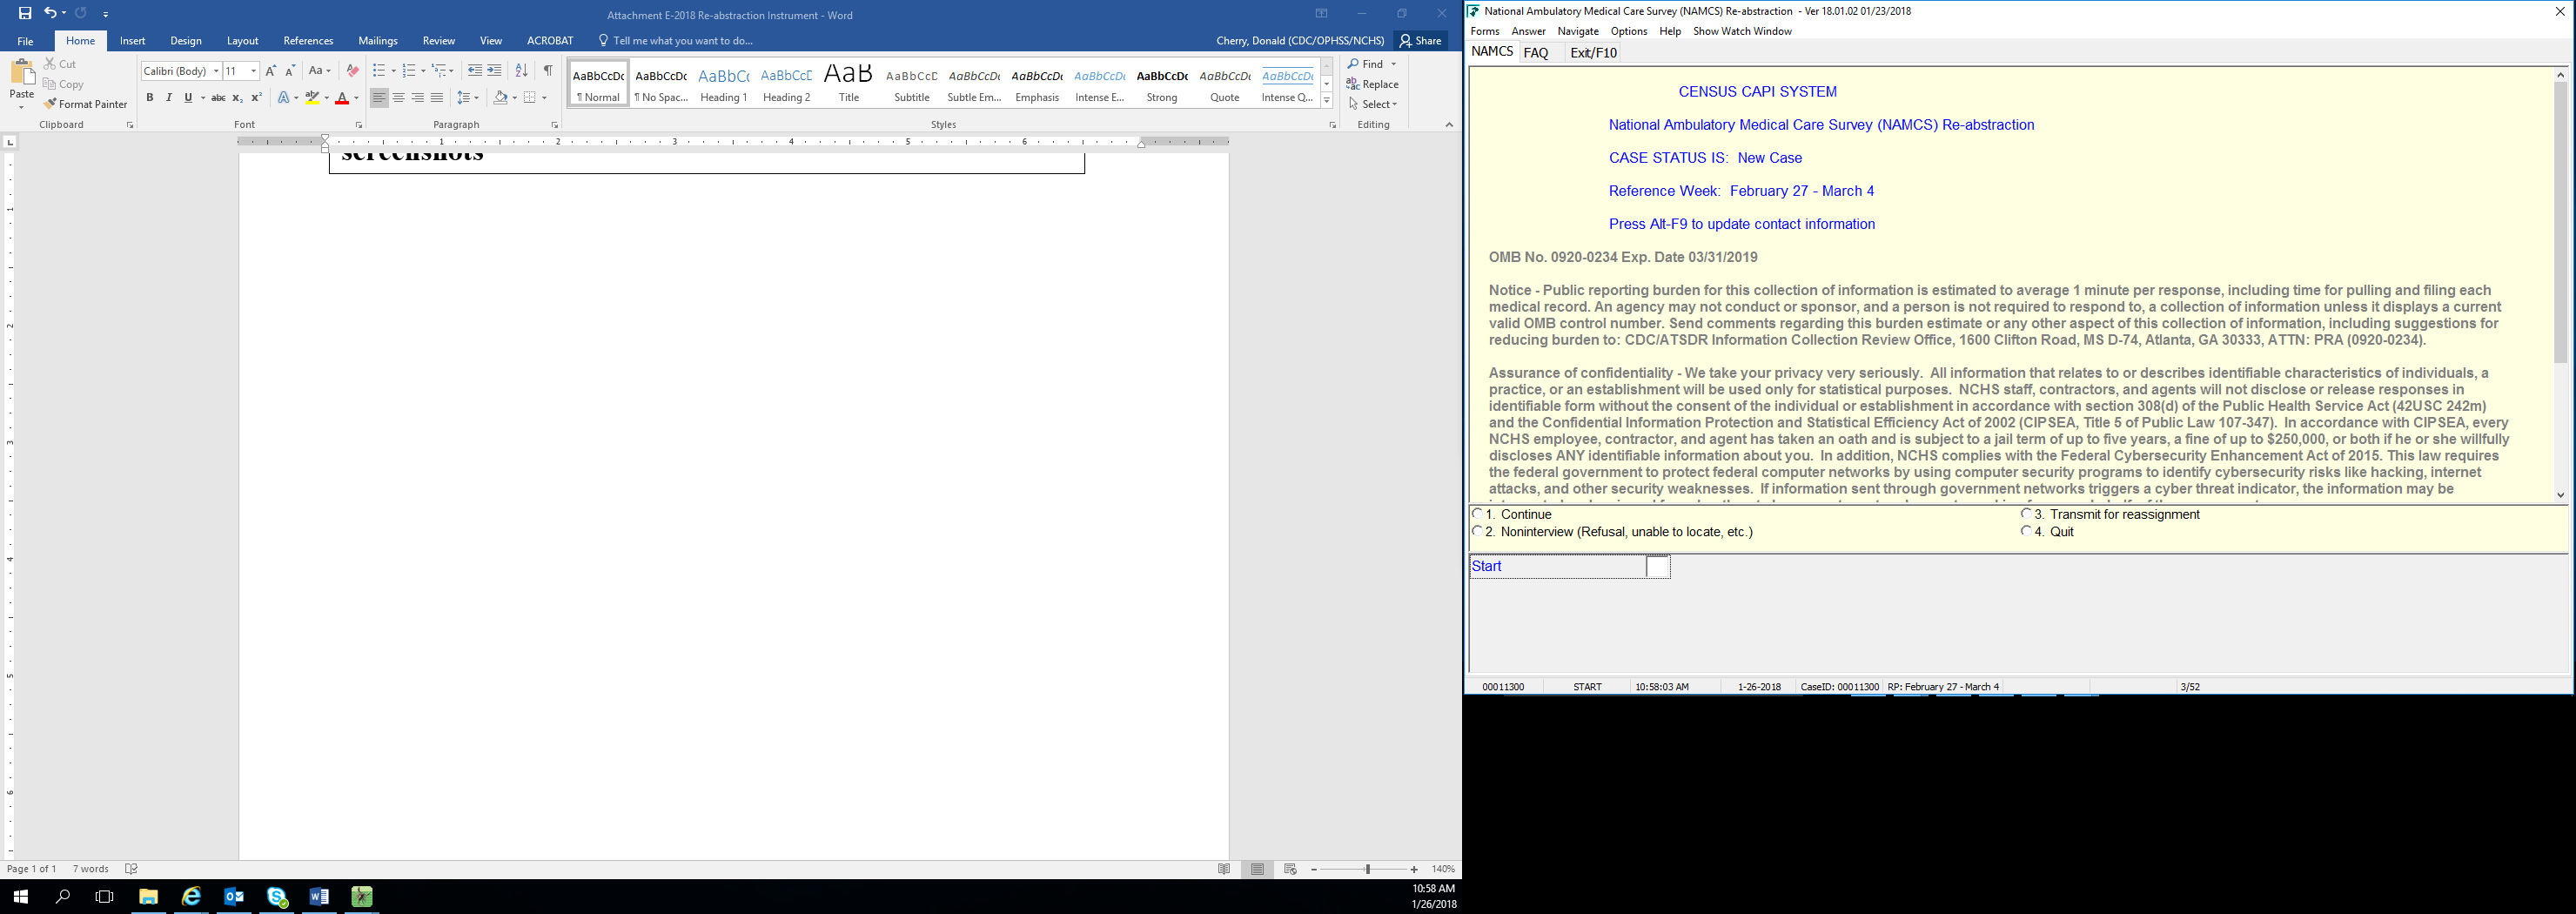 Attachment E-2018 Re-abstraction Instrument - Word
File Home Insert Design Layout References Mailings Review View ACROBAT Tell me what you want to do... Cherry, Donald (CDC/OPHSS/NCHS) Share
Paste
Cut
Copy
Format Painter
Calibri (Body) 11
AaBbCcDc AaBbCcDc AaBbCc AaBbCcE AaB AaBbCcD AaBbCcDc AaBbCcDc AaBbCcDc AaBbCcDc AaBbCcDc AaBbCcDc
¶ Normal ¶ No Spac... Heading 1 Heading 2 Title Subtitle Subtle Em... Emphasis Intense E... Strong Quote Intense Q...
Find
Replace
Select
Clipboard Font Paragraph Styles Editing
screenshots
Page 1 of 1 7 words 140%
10:58 AM
1/26/2018
National Ambulatory Medical Care Survey (NAMCS) Re-abstraction - Ver 18.01.02 01/23/2018
Forms Answer Navigate Options Help Show Watch Window
NAMCS FAQ Exit/F10
CENSUS CAPI SYSTEM
National Ambulatory Medical Care Survey (NAMCS) Re-abstraction
CASE STATUS IS: New Case
Reference Week: February 27 - March 4
Press Alt-F9 to update contact information
OMB No. 0920-0234 Exp. Date 03/31/2019
Notice - Public reporting burden for this collection of information is estimated to average 1 minute per response, including time for pulling and filing each
medical record. An agency may not conduct or sponsor, and a person is not required to respond to, a collection of information unless it displays a current
valid OMB control number. Send comments regarding this burden estimate or any other aspect of this collection of information, including suggestions for
reducing burden to: CDC/ATSDR Information Collection Review Office, 1600 Clifton Road, MS D-74, Atlanta, GA 30333, ATTN: PRA (0920-0234).
Assurance of confidentiality - We take your privacy very seriously. All information that relates to or describes identifiable characteristics of individuals, a
practice, or an establishment will be used only for statistical purposes. NCHS staff, contractors, and agents will not disclose or release responses in
identifiable form without the consent of the individual or establishment in accordance with section 308(d) of the Public Health Service Act (42USC 242m)
and the Confidential Information Protection and Statistical Efficiency Act of 2002 (CIPSEA, Title 5 of Public Law 107-347). In accordance with CIPSEA, every
NCHS employee, contractor, and agent has taken an oath and is subject to a jail term of up to five years, a fine of up to $250,000, or both if he or she willfully
discloses ANY identifiable information about you. In addition, NCHS complies with the Federal Cybersecurity Enhancement Act of 2015. This law requires
the federal government to protect federal computer networks by using computer security programs to identify cybersecurity risks like hacking, internet
attacks, and other security weaknesses. If information sent through government networks triggers a cyber threat indicator, the information may be
1. Continue 3. Transmit for reassignment
2. Noninterview (Refusal, unable to locate, etc.) 4. Quit
Start
00011300 START 10:58:03 AM 1-26-2018 CaseID: 00011300 RP: February 27 - March 4 3/52